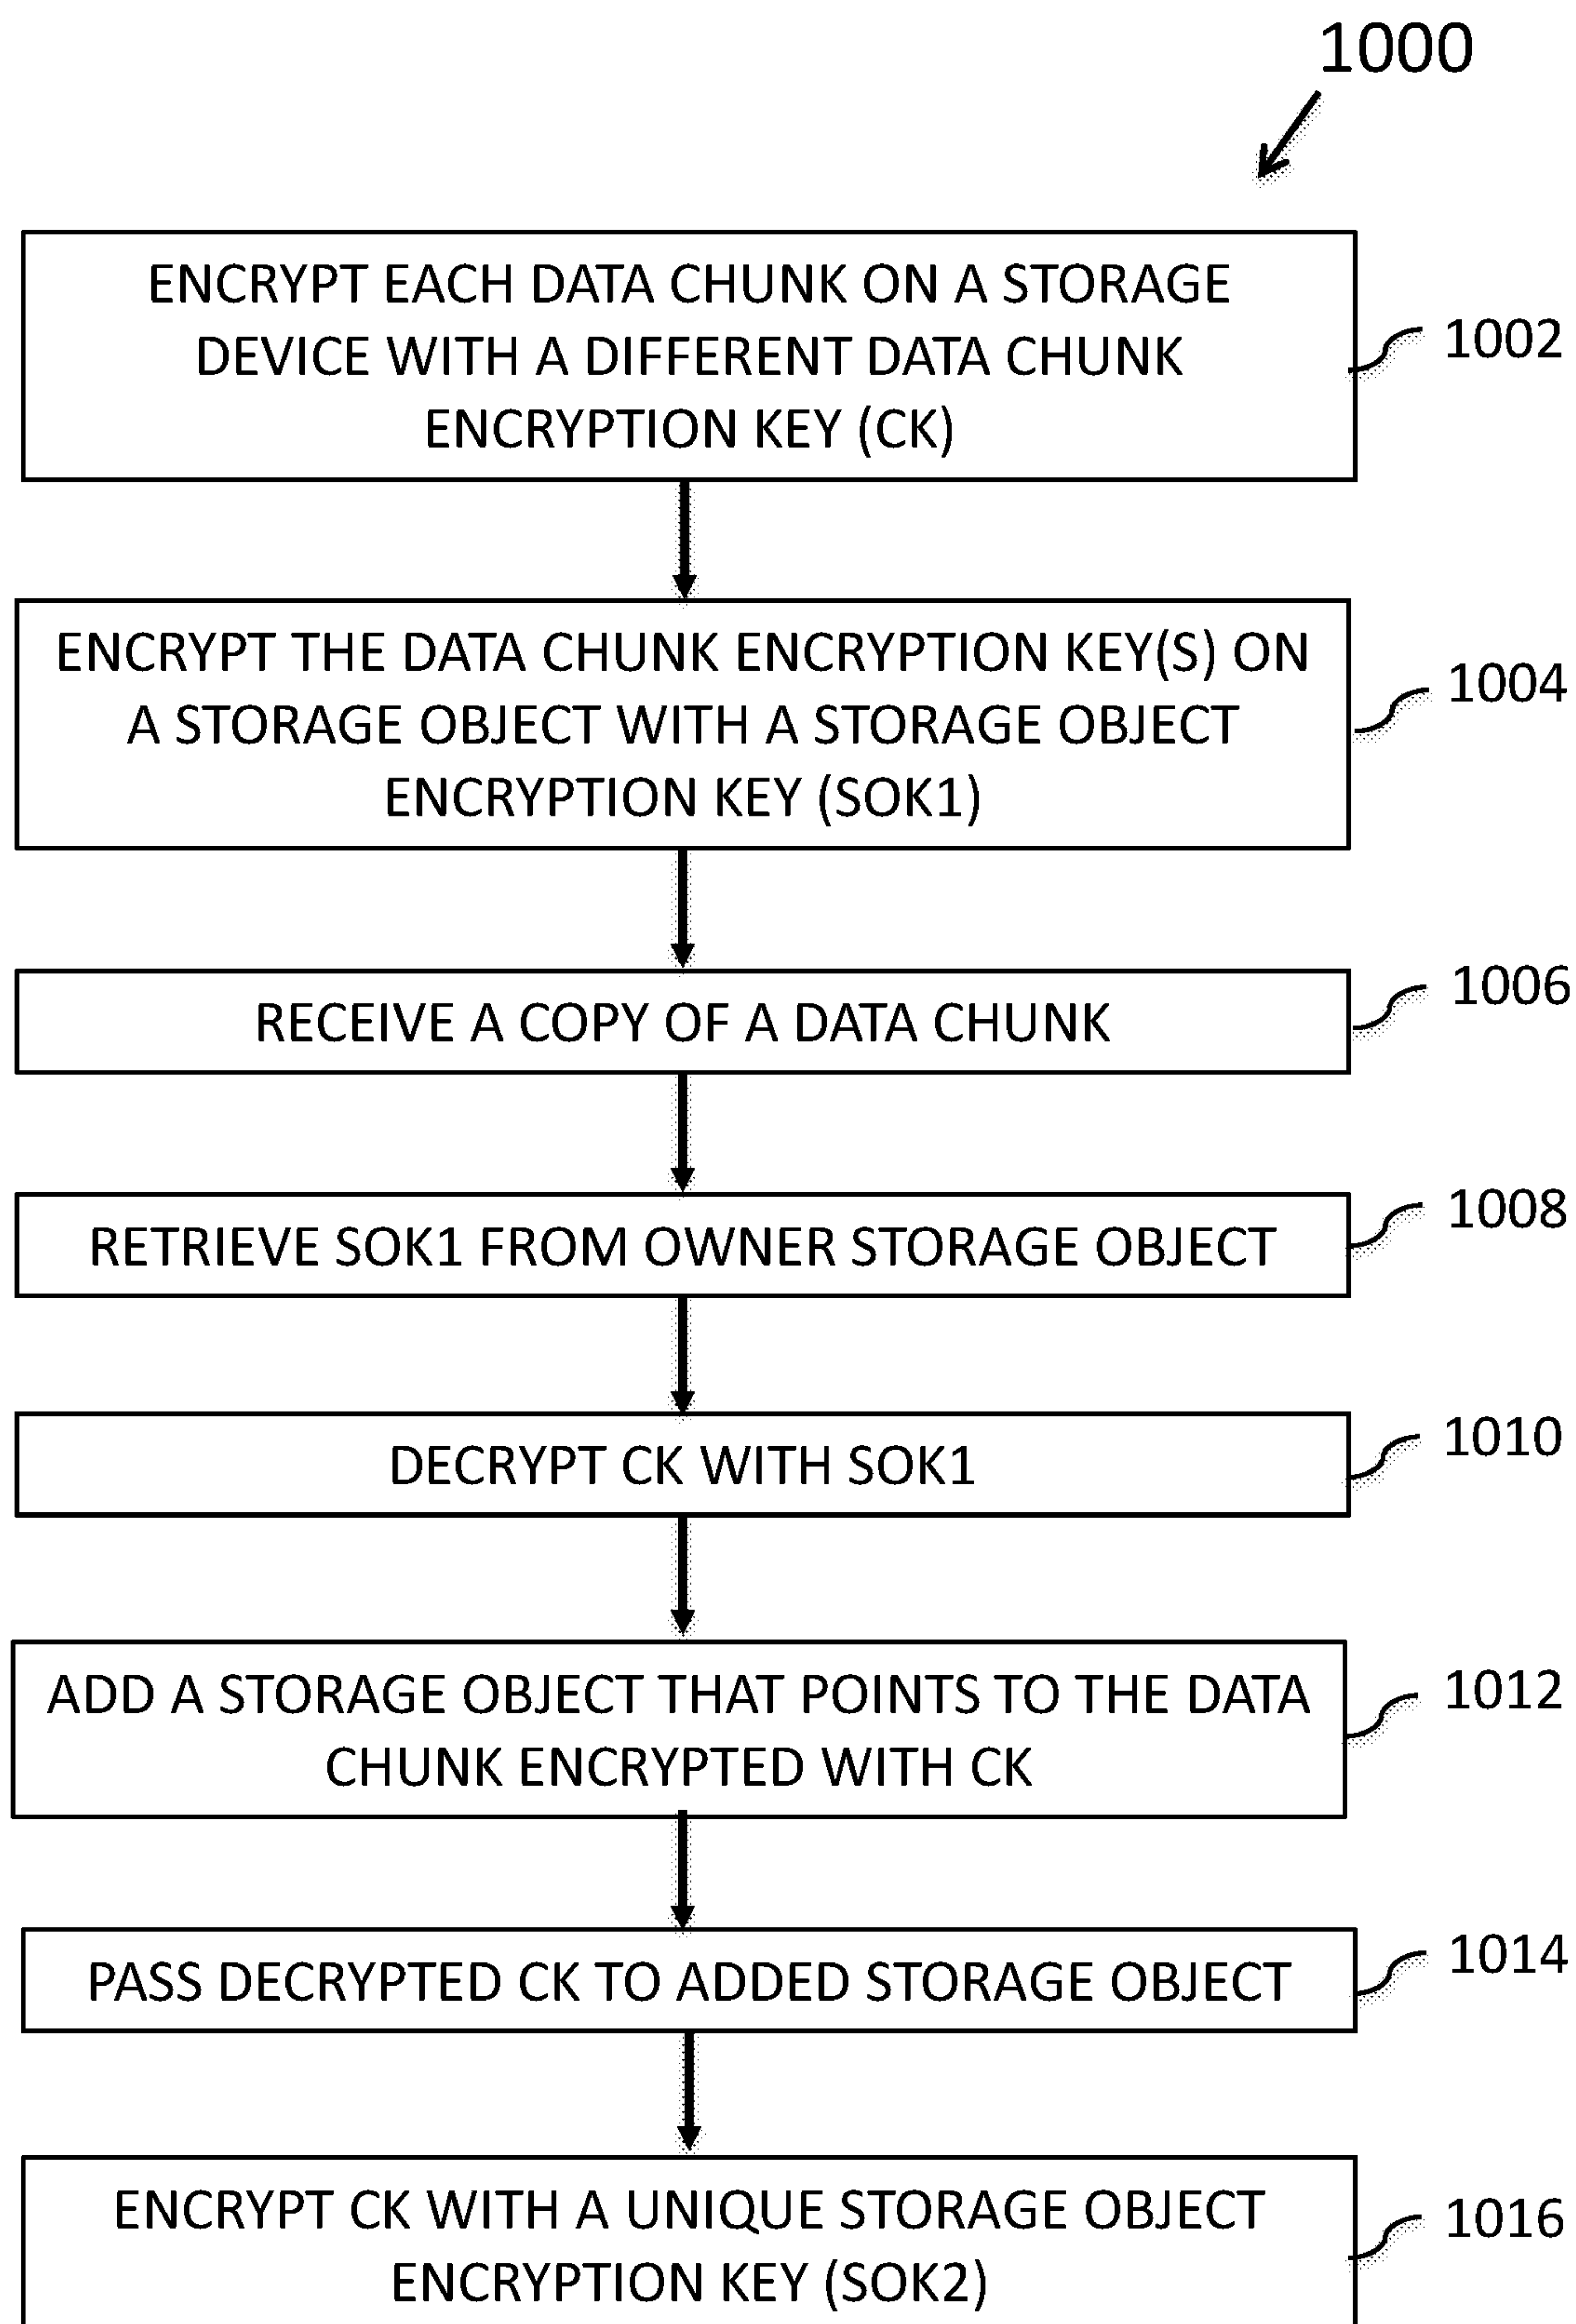 1000
ENCRYPT EACH DATA CHUNK ON A STORAGE
DEVICE WITH A DIFFERENT DATA CHUNK
ENCRYPTION KEY (CK)
1002
ENCRYPT THE DATA CHUNK ENCRYPTION KEY(S) ON
A STORAGE OBJECT WITH A STORAGE OBJECT
ENCRYPTION KEY (SOK1)
1004
RECEIVE A COPY OF A DATA CHUNK
1006
RETRIEVE SOK1 FROM OWNER STORAGE OBJECT
1008
DECRYPT CK WITH SOK1
1010
ADD A STORAGE OBJECT THAT POINTS TO THE DATA
CHUNK ENCRYPTED WITH CK
1012
PASS DECRYPTED CK TO ADDED STORAGE OBJECT
1014
ENCRYPT CK WITH A UNIQUE STORAGE OBJECT
ENCRYPTION KEY (SOK2)
1016